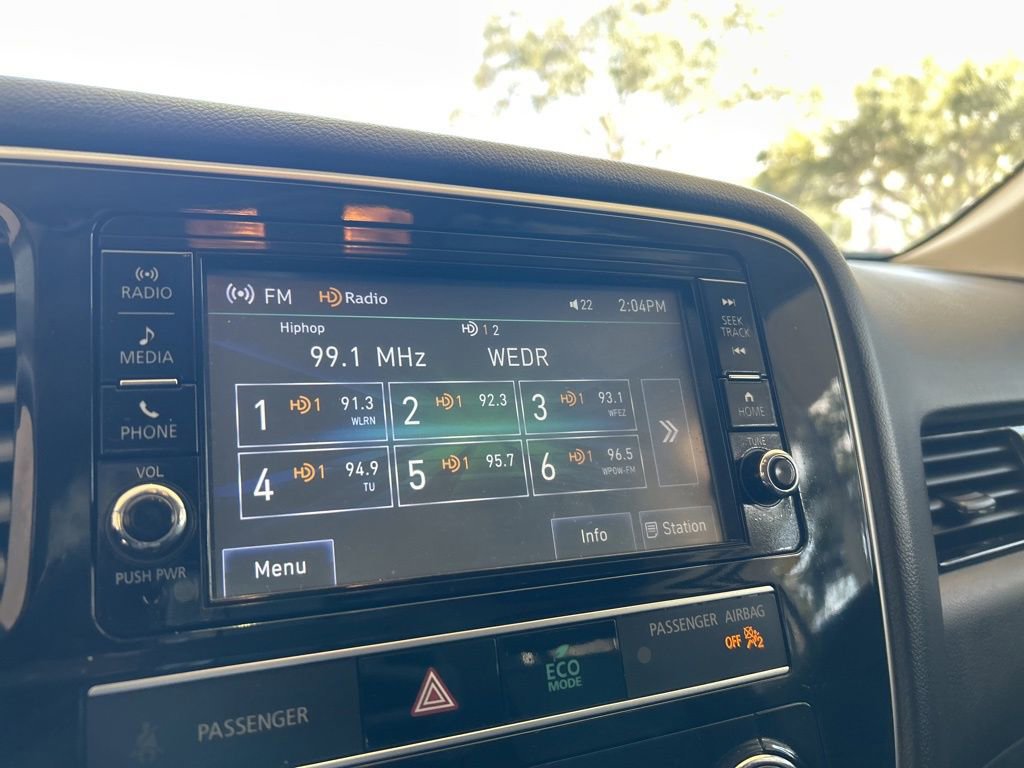 RADIO
MEDIA
PHONE
VOL
PUSH PWR
FM HD Radio 22 2:04PM
Hiphop HD 1 2
99.1 MHz WEDR
1 HD 1 91.3 WLRN
2 HD 1 92.3
3 HD 1 93.1 WFEZ
4 HD 1 94.9 TU
5 HD 1 95.7
6 HD 1 96.5 WPOW-FM
Menu
Info
Station
SEEK
TRACK
HOME
TUNE
PASSENGER
ECO
MODE
PASSENGER AIRBAG
OFF 2